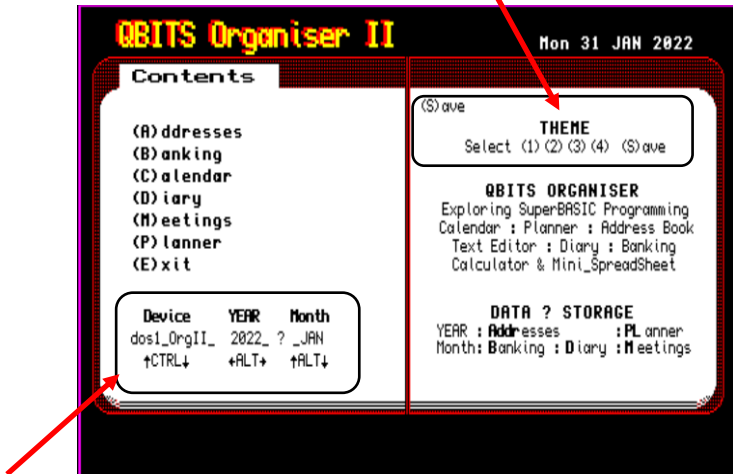 QBITS Organiser II
Mon 31 JAN 2022
Contents
(A)ddresses
(B)anking
(C)alendar
(D)iary
(M)eetings
(P)lanner
(E)xit
Device YEAR Month
dos1_OrgII_ 2022_ ? _JAN
↑CTRL↓ ←ALT→ ↑ALT↓
(S)ave
THEME
Select (1)(2)(3)(4) (S)ave
QBITS ORGANISER
Exploring SuperBASIC Programming
Calendar : Planner : Address Book
Text Editor : Diary : Banking
Calculator & Mini_SpreadSheet
DATA ? STORAGE
YEAR : Addresses :PLanner
Month: Banking : Diary :Meetings